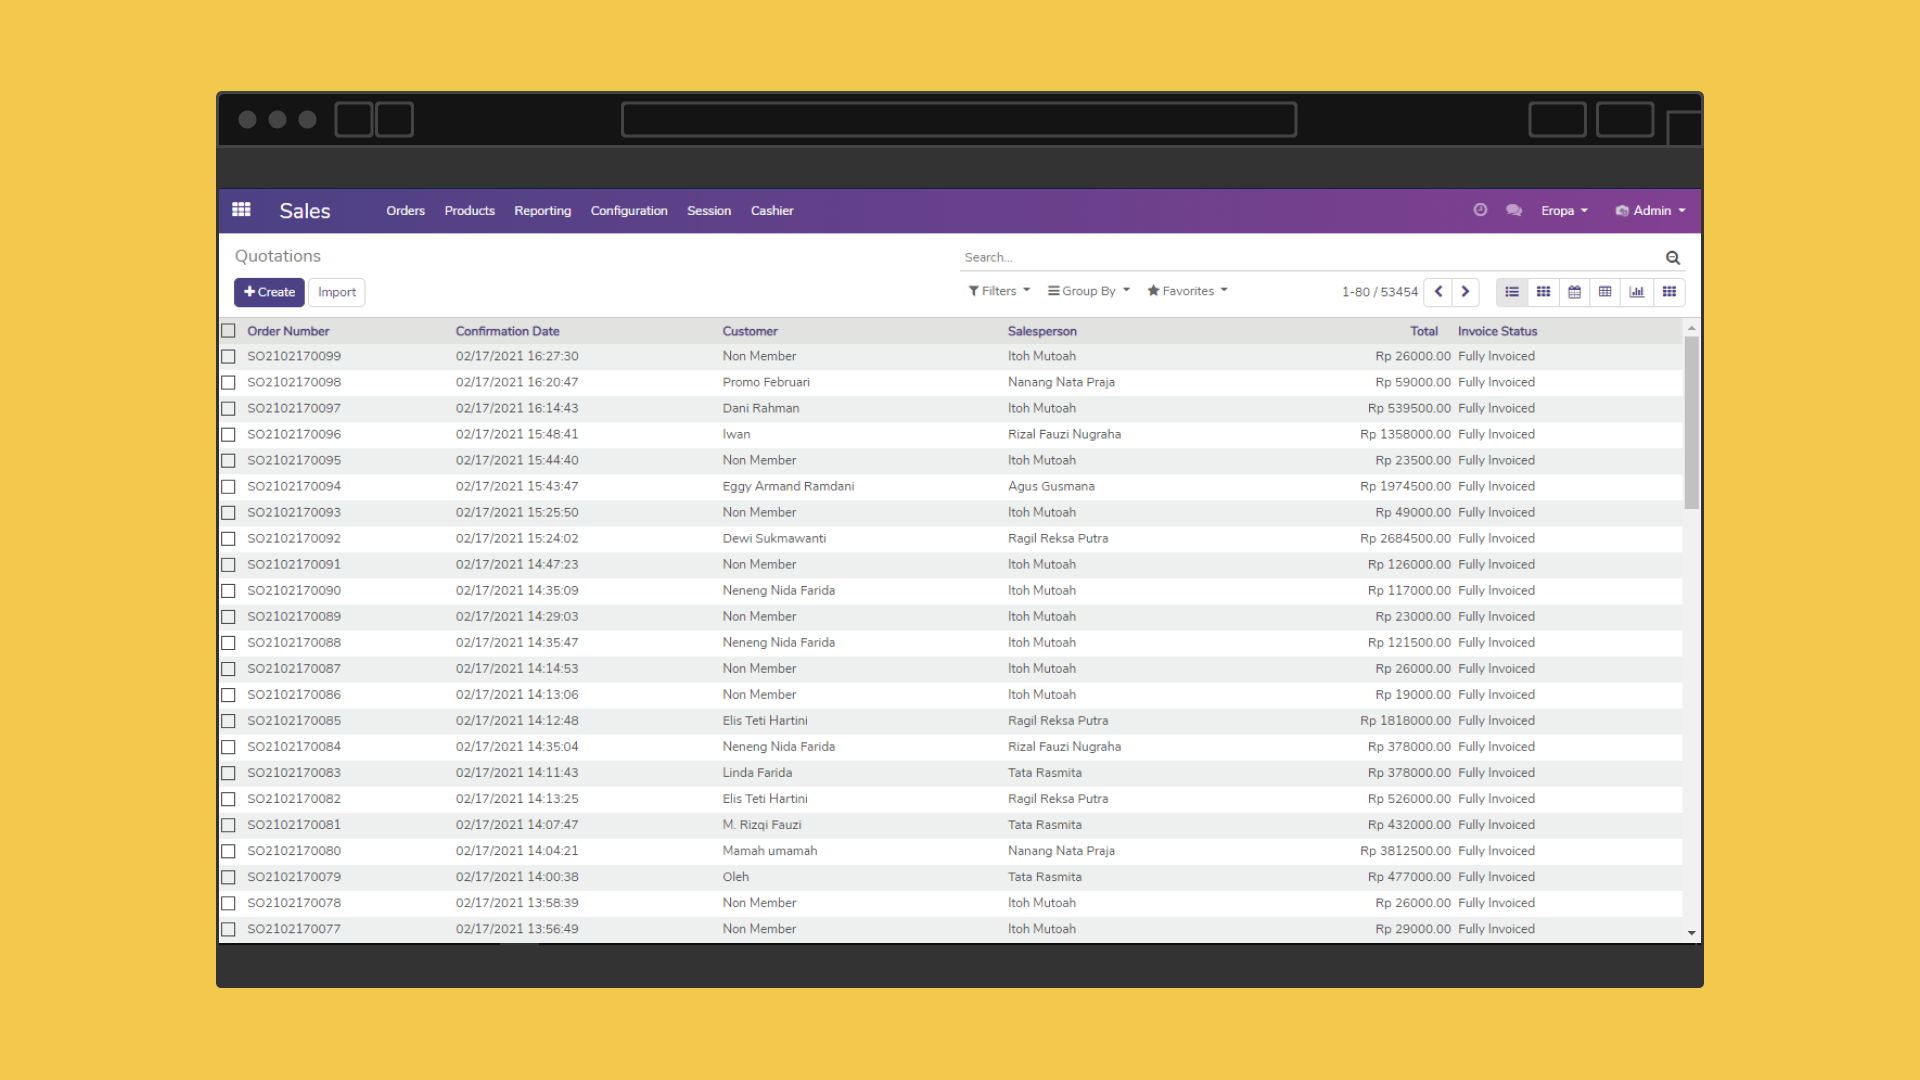 Sales Orders Products Reporting Configuration Session Cashier Eropa Admin
Quotations Search...
Create Import Filters Group By Favorites 1-80 / 53454
Order Number Confirmation Date Customer Salesperson Total Invoice Status
SO2102170099 02/17/2021 16:27:30 Non Member Itoh Mutoah Rp 26000.00 Fully Invoiced
SO2102170098 02/17/2021 16:20:47 Promo Februari Nanang Nata Praja Rp 59000.00 Fully Invoiced
SO2102170097 02/17/2021 16:14:43 Dani Rahman Itoh Mutoah Rp 539500.00 Fully Invoiced
SO2102170096 02/17/2021 15:48:41 Iwan Rizal Fauzi Nugraha Rp 1358000.00 Fully Invoiced
SO2102170095 02/17/2021 15:44:40 Non Member Itoh Mutoah Rp 23500.00 Fully Invoiced
SO2102170094 02/17/2021 15:43:47 Eggy Armand Ramdani Agus Gusmana Rp 1974500.00 Fully Invoiced
SO2102170093 02/17/2021 15:25:50 Non Member Itoh Mutoah Rp 49000.00 Fully Invoiced
SO2102170092 02/17/2021 15:24:02 Dewi Sukmawanti Ragil Reksa Putra Rp 2684500.00 Fully Invoiced
SO2102170091 02/17/2021 14:47:23 Non Member Itoh Mutoah Rp 126000.00 Fully Invoiced
SO2102170090 02/17/2021 14:35:09 Neneng Nida Farida Itoh Mutoah Rp 117000.00 Fully Invoiced
SO2102170089 02/17/2021 14:29:03 Non Member Itoh Mutoah Rp 23000.00 Fully Invoiced
SO2102170088 02/17/2021 14:35:47 Neneng Nida Farida Itoh Mutoah Rp 121500.00 Fully Invoiced
SO2102170087 02/17/2021 14:14:53 Non Member Itoh Mutoah Rp 26000.00 Fully Invoiced
SO2102170086 02/17/2021 14:13:06 Non Member Itoh Mutoah Rp 19000.00 Fully Invoiced
SO2102170085 02/17/2021 14:12:48 Elis Teti Hartini Ragil Reksa Putra Rp 1818000.00 Fully Invoiced
SO2102170084 02/17/2021 14:35:04 Neneng Nida Farida Rizal Fauzi Nugraha Rp 378000.00 Fully Invoiced
SO2102170083 02/17/2021 14:11:43 Linda Farida Tata Rasmita Rp 378000.00 Fully Invoiced
SO2102170082 02/17/2021 14:13:25 Elis Teti Hartini Ragil Reksa Putra Rp 526000.00 Fully Invoiced
SO2102170081 02/17/2021 14:07:47 M. Rizqi Fauzi Tata Rasmita Rp 432000.00 Fully Invoiced
SO2102170080 02/17/2021 14:04:21 Mamah umamah Nanang Nata Praja Rp 3812500.00 Fully Invoiced
SO2102170079 02/17/2021 14:00:38 Oleh Tata Rasmita Rp 477000.00 Fully Invoiced
SO2102170078 02/17/2021 13:58:39 Non Member Itoh Mutoah Rp 26000.00 Fully Invoiced
SO2102170077 02/17/2021 13:56:49 Non Member Itoh Mutoah Rp 29000.00 Fully Invoiced